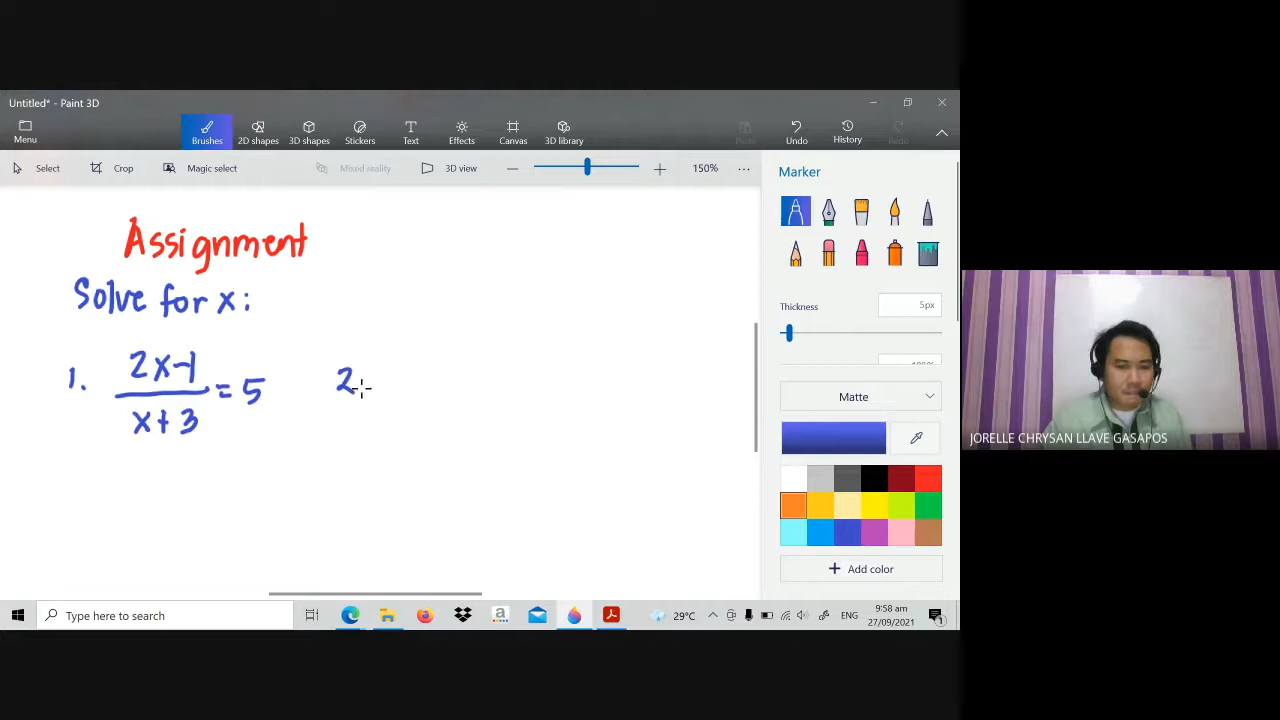 Untitled* - Paint 3D
Menu
Brushes
2D shapes
3D shapes
Stickers
Text
Effects
Canvas
3D library
Paste
Undo
History
Redo
Select
Crop
Magic select
Mixed reality
3D view
150%
Marker
Thickness
5px
Matte
Add color
Assignment
Solve for x:
1. 2x-1
x+3 = 5
2
JORELLE CHRYSAN LLAVE GASAPOS
Type here to search
a
29°C
ENG
9:58 am
27/09/2021
1